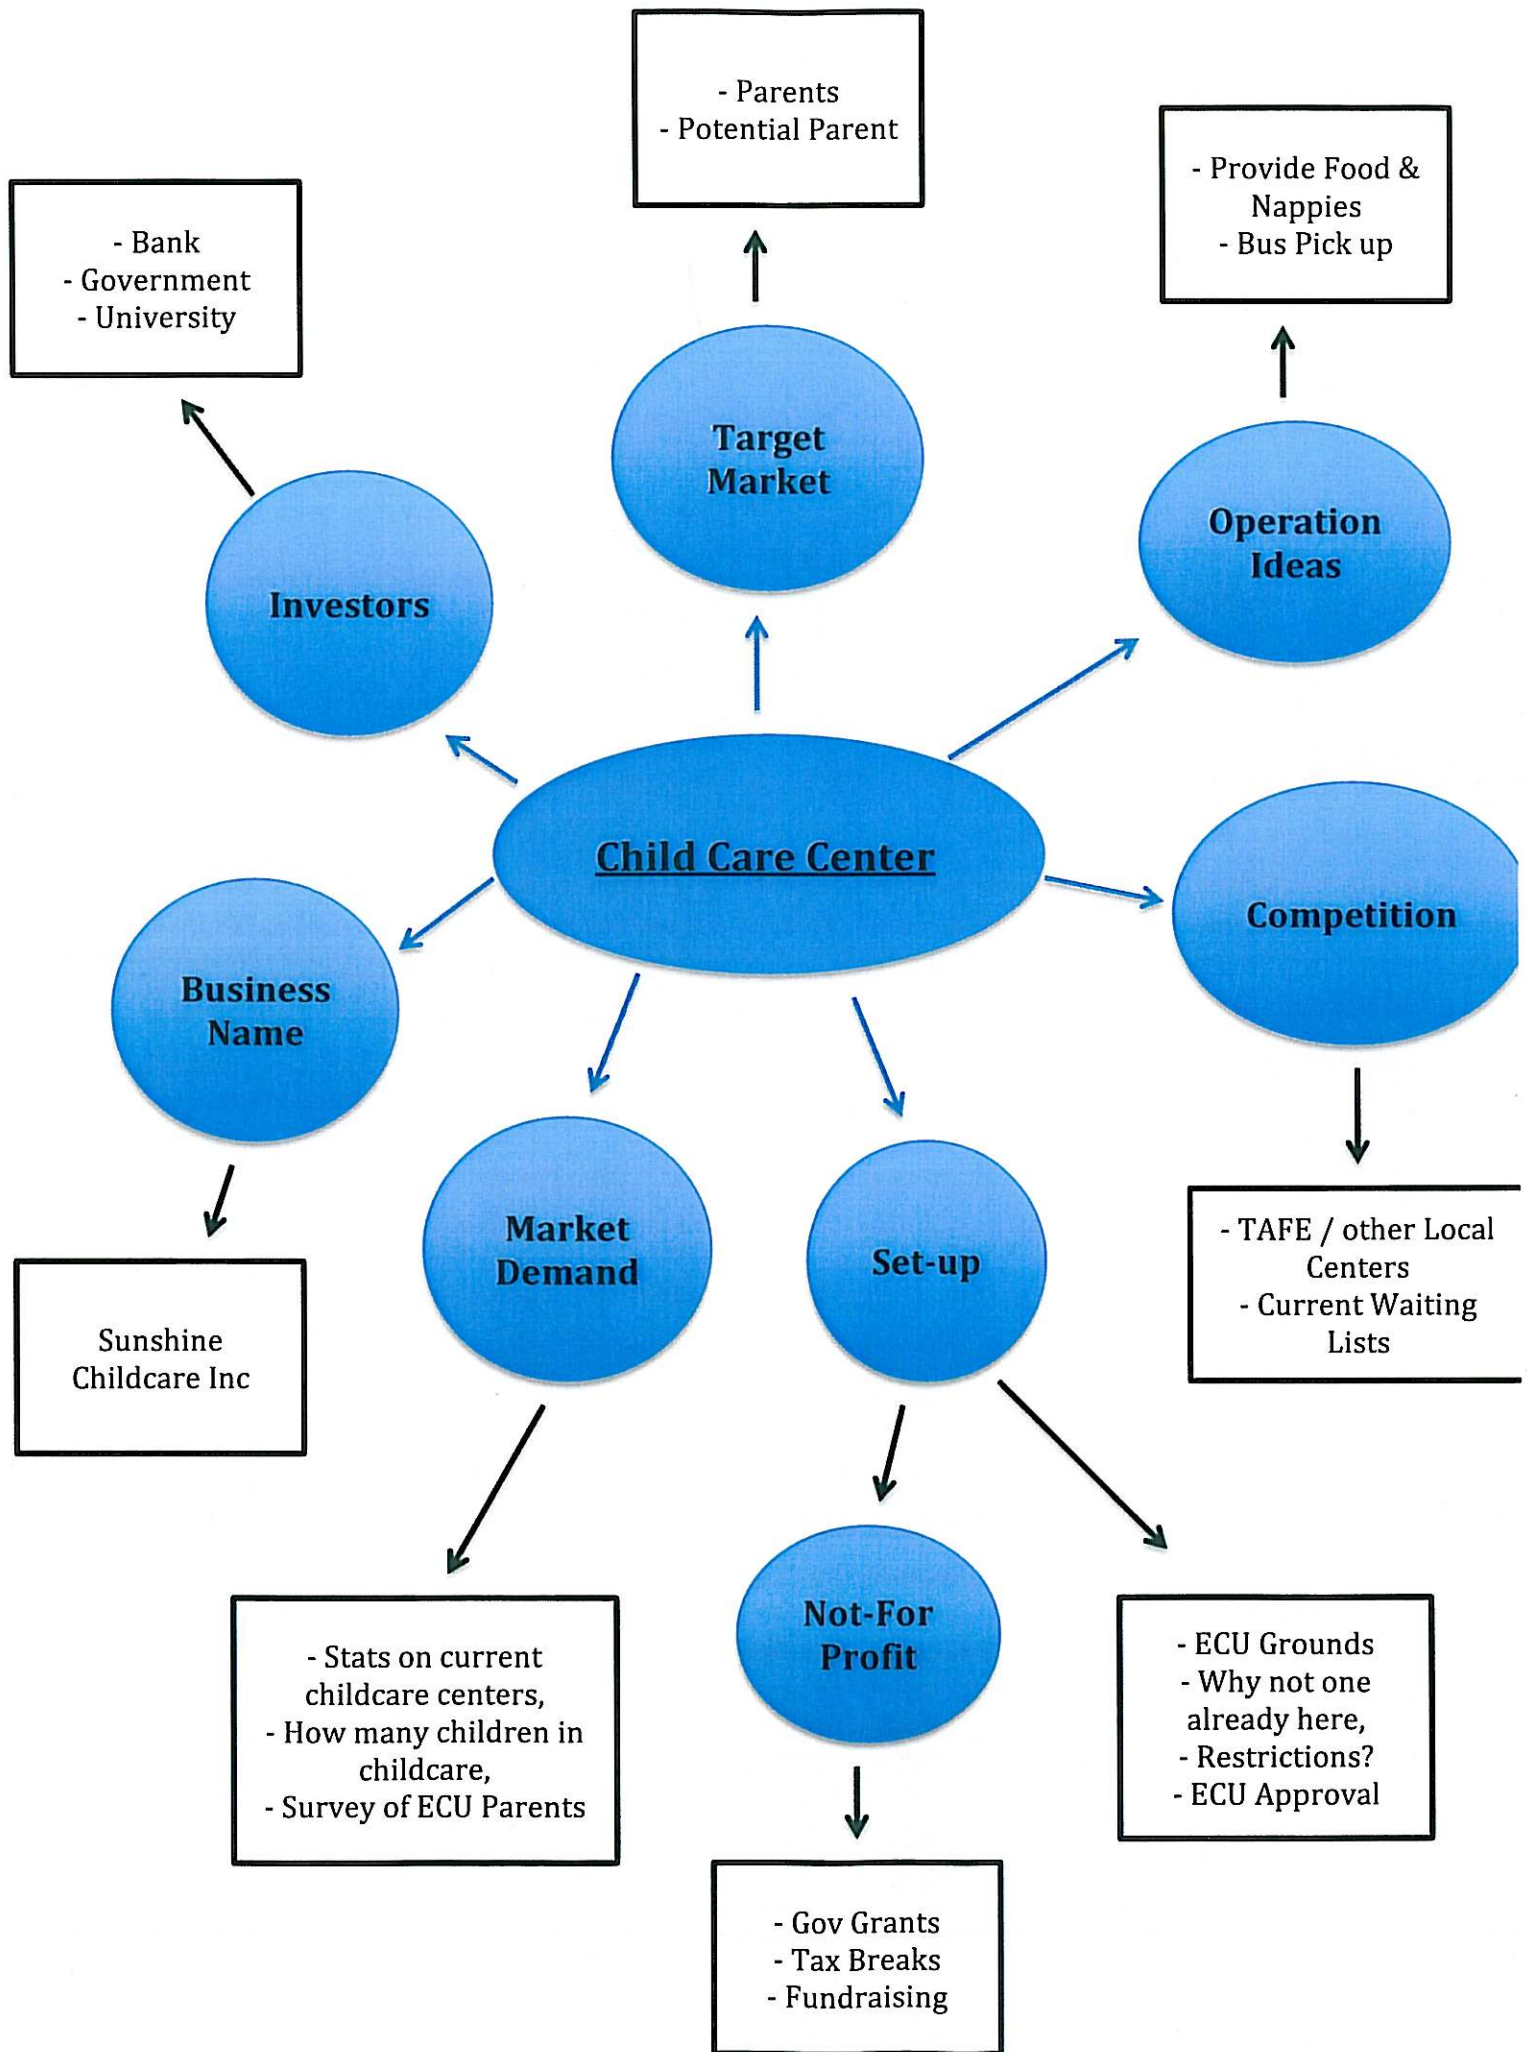 - Parents
- Potential Parent
- Provide Food &
Nappies
- Bus Pick up
- Bank
- Government
- University
Target
Market
Operation
Ideas
Investors
Child Care Center
Competition
Business
Name
Market
Demand
Set-up
- TAFE / other Local
Centers
- Current Waiting
Lists
Sunshine
Childcare Inc
Not-For
Profit
- Stats on current
childcare centers,
- How many children in
childcare,
- Survey of ECU Parents
- ECU Grounds
- Why not one
already here,
- Restrictions?
- ECU Approval
- Gov Grants
- Tax Breaks
- Fundraising